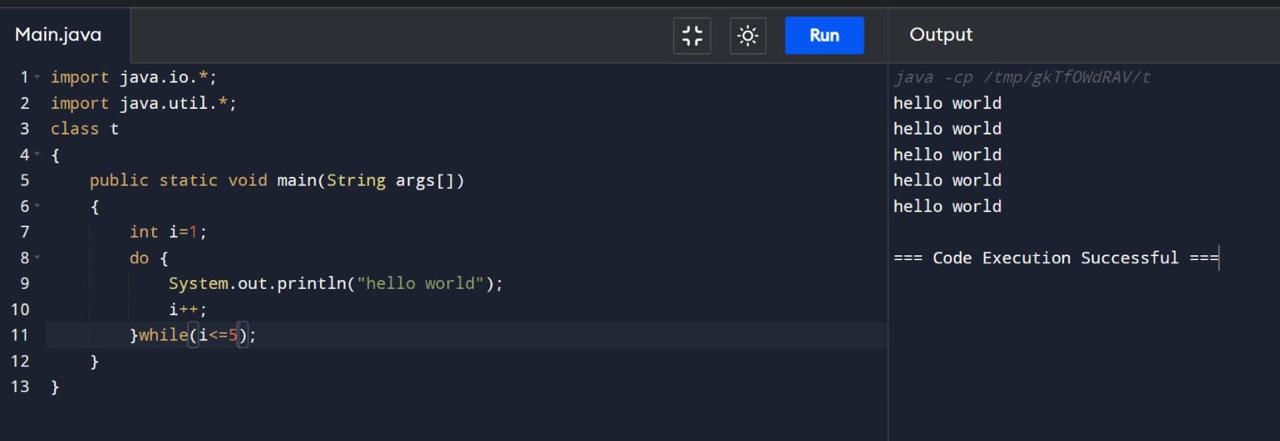 Main.java
Run
Output
1 import java.io.*;
2 import java.util.*;
3 class t
4 {
5     public static void main(String args[])
6     {
7         int i=1;
8         do {
9             System.out.println("hello world");
10             i++;
11         }while(i<=5);
12     }
13 }
java -cp /tmp/gkTfOWdRAV/t
hello world
hello world
hello world
hello world
hello world
=== Code Execution Successful ===